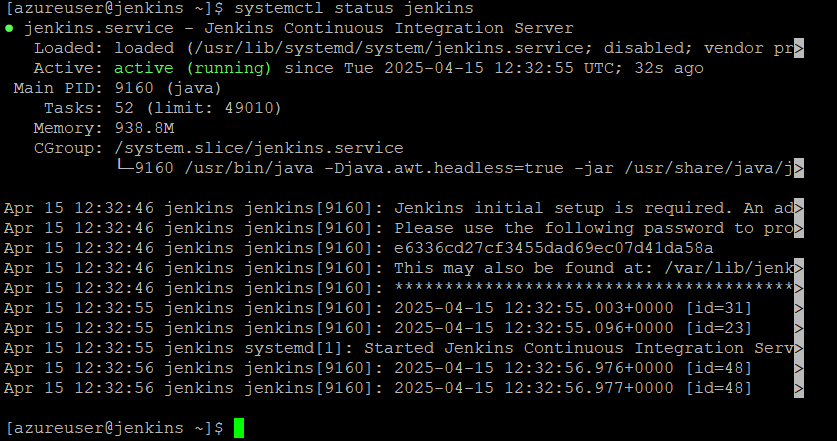 [azureuser@jenkins ~]$ systemctl status jenkins
● jenkins.service - Jenkins Continuous Integration Server
   Loaded: loaded (/usr/lib/systemd/system/jenkins.service; disabled; vendor pr>
   Active: active (running) since Tue 2025-04-15 12:32:55 UTC; 32s ago
 Main PID: 9160 (java)
    Tasks: 52 (limit: 49010)
   Memory: 938.8M
   CGroup: /system.slice/jenkins.service
           └─9160 /usr/bin/java -Djava.awt.headless=true -jar /usr/share/java/j>
Apr 15 12:32:46 jenkins jenkins[9160]: Jenkins initial setup is required. An ad>
Apr 15 12:32:46 jenkins jenkins[9160]: Please use the following password to pro>
Apr 15 12:32:46 jenkins jenkins[9160]: e6336cd27cf3455dad69ec07d41da58a
Apr 15 12:32:46 jenkins jenkins[9160]: This may also be found at: /var/lib/jenk>
Apr 15 12:32:46 jenkins jenkins[9160]: ****************************************>
Apr 15 12:32:55 jenkins jenkins[9160]: 2025-04-15 12:32:55.003+0000 [id=31]    >
Apr 15 12:32:55 jenkins jenkins[9160]: 2025-04-15 12:32:55.096+0000 [id=23]    >
Apr 15 12:32:55 jenkins systemd[1]: Started Jenkins Continuous Integration Serv>
Apr 15 12:32:56 jenkins jenkins[9160]: 2025-04-15 12:32:56.976+0000 [id=48]    >
Apr 15 12:32:56 jenkins jenkins[9160]: 2025-04-15 12:32:56.977+0000 [id=48]    >
[azureuser@jenkins ~]$